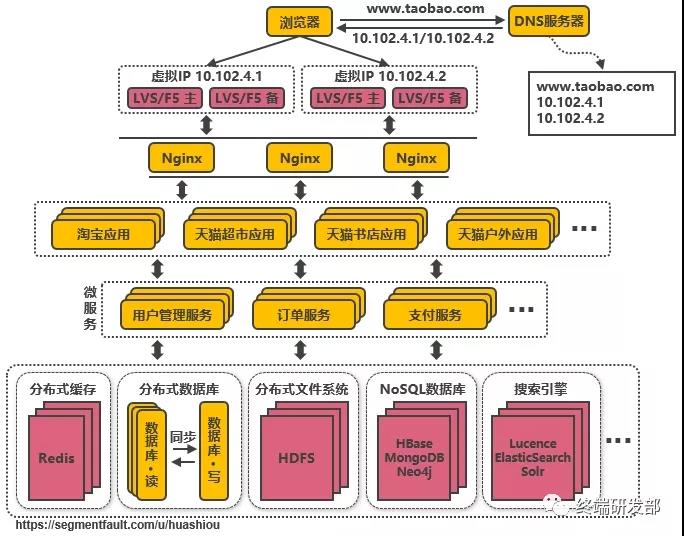 浏览器
www.taobao.com
10.102.4.1/10.102.4.2
DNS服务器
www.taobao.com
10.102.4.1
10.102.4.2
虚拟IP 10.102.4.1
LVS/F5 主
LVS/F5 备
虚拟IP 10.102.4.2
LVS/F5 主
LVS/F5 备
Nginx
Nginx
Nginx
淘宝应用
天猫超市应用
天猫书店应用
天猫户外应用
...
微服务
用户管理服务
订单服务
支付服务
...
分布式缓存
Redis
分布式数据库
数据库·读
同步
数据库·写
分布式文件系统
HDFS
NoSQL数据库
HBase
MongoDB
Neo4j
搜索引擎
Lucence
ElasticSearch
Solr
...
终端研发部
https://segmentfault.com/u/huashiou